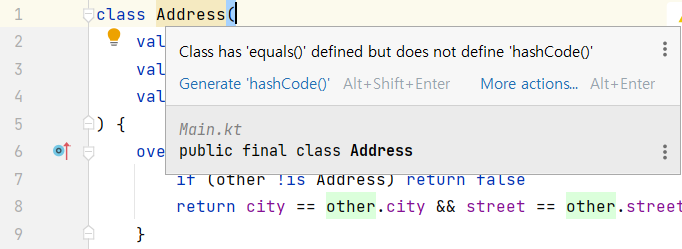 1 class Address(
2 val
3 val
4 val
5 ) {
6 ove
7 if (other !is Address) return false
8 return city == other.city && street == other.street
9 }
Class has 'equals()' defined but does not define 'hashCode()'
Generate 'hashCode()' Alt+Shift+Enter More actions... Alt+Enter
Main.kt
public final class Address